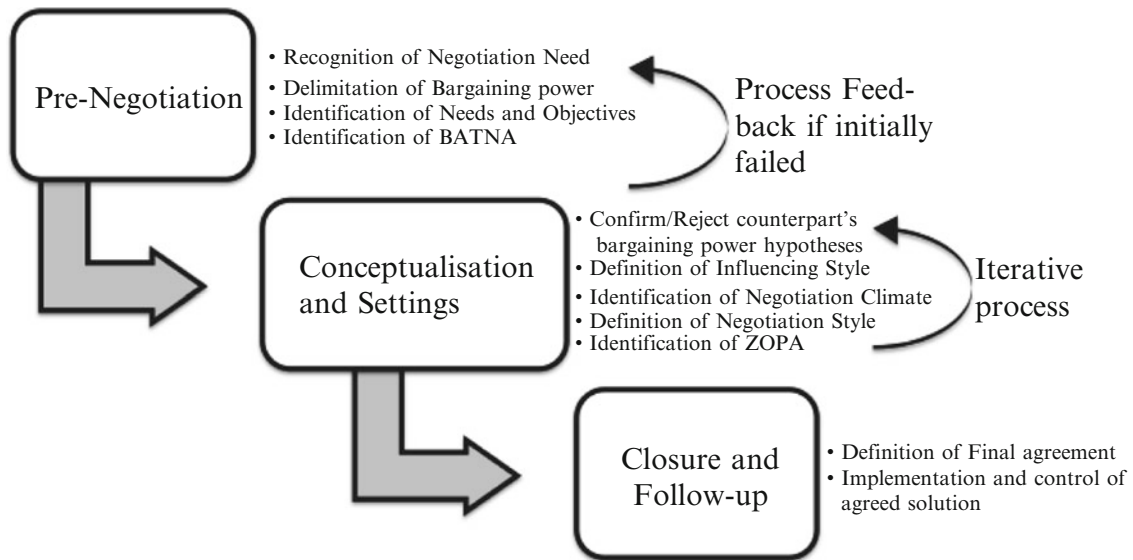 Pre-Negotiation
• Recognition of Negotiation Need
• Delimitation of Bargaining power
• Identification of Needs and Objectives
• Identification of BATNA
Process Feed-
back if initially
failed
Conceptualisation
and Settings
• Confirm/Reject counterpart's
bargaining power hypotheses
• Definition of Influencing Style
• Identification of Negotiation Climate
• Definition of Negotiation Style
• Identification of ZOPA
Iterative
process
Closure and
Follow-up
• Definition of Final agreement
• Implementation and control of
agreed solution